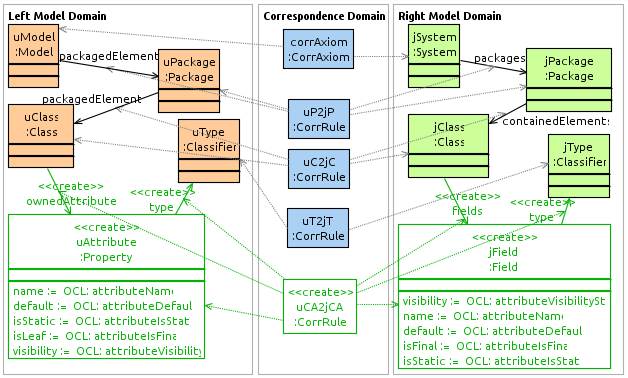 Left Model Domain
Correspondence Domain
Right Model Domain
uModel
:Model
packagedElement
uPackage
:Package
packagedElement
uClass
:Class
uType
:Classifier
<<create>>
ownedAttribute
<<create>>
type
<<create>>
uAttribute
:Property
name := OCL: attributeName
default := OCL: attributeDefaul
isStatic := OCL: attributeIsStat
isLeaf := OCL: attributeIsFina
visibility := OCL: attributeVisibility
corrAxiom
:CorrAxiom
uP2jP
:CorrRule
uC2jC
:CorrRule
uT2jT
:CorrRule
<<create>>
uCA2jCA
:CorrRule
jSystem
:System
packages
jPackage
:Package
containedElements
jClass
:Class
jType
:Classifier
<<create>>
fields
<<create>>
type
<<create>>
jField
:Field
visibility := OCL: attributeVisibilitySt
name := OCL: attributeName
default := OCL: attributeDefaul
isFinal := OCL: attributeIsFina
isStatic := OCL: attributeIsStat